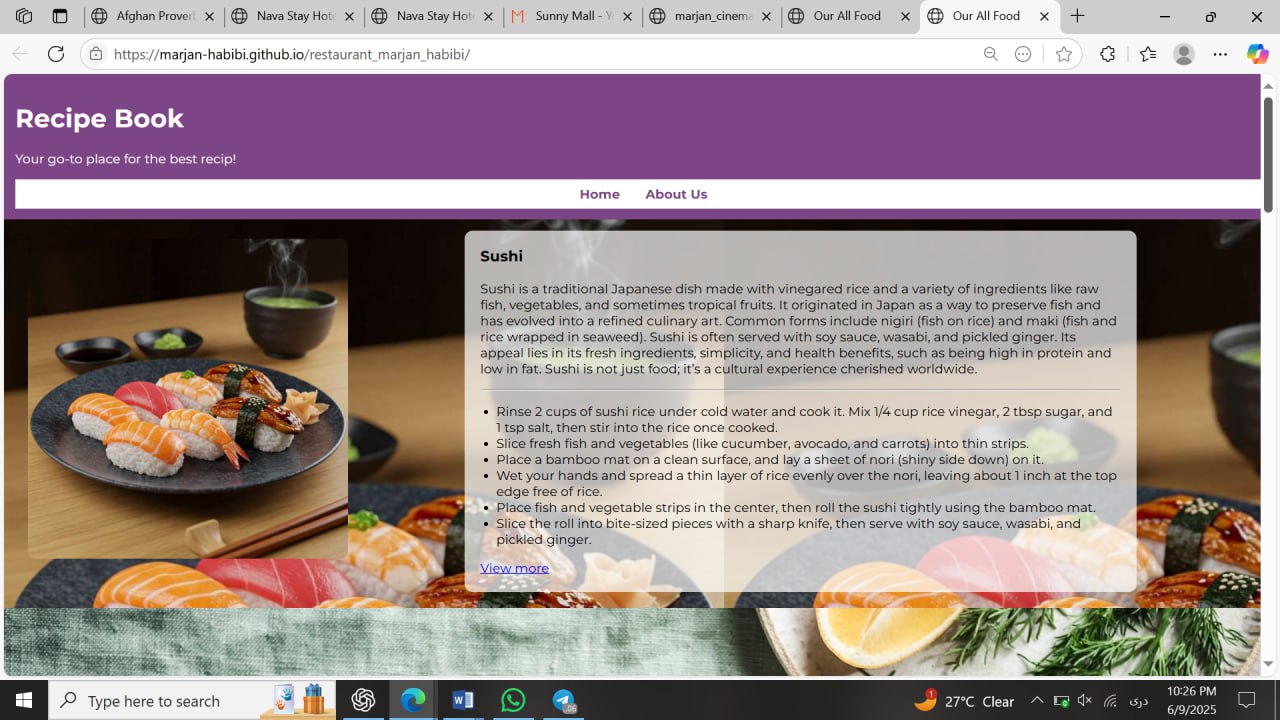 Afghan Prover
Nava Stay Hote
Nava Stay Hote
Sunny Mall - Y
marjan_cinema
Our All Food
Our All Food
https://marjan-habibi.github.io/restaurant_marjan_habibi/
Recipe Book
Your go-to place for the best recip!
Home About Us
Sushi
Sushi is a traditional Japanese dish made with vinegared rice and a variety of ingredients like raw
fish, vegetables, and sometimes tropical fruits. It originated in Japan as a way to preserve fish and
has evolved into a refined culinary art. Common forms include nigiri (fish on rice) and maki (fish and
rice wrapped in seaweed). Sushi is often served with soy sauce, wasabi, and pickled ginger. Its
appeal lies in its fresh ingredients, simplicity, and health benefits, such as being high in protein and
low in fat. Sushi is not just food; it’s a cultural experience cherished worldwide.
• Rinse 2 cups of sushi rice under cold water and cook it. Mix 1/4 cup rice vinegar, 2 tbsp sugar, and
1 tsp salt, then stir into the rice once cooked.
• Slice fresh fish and vegetables (like cucumber, avocado, and carrots) into thin strips.
• Place a bamboo mat on a clean surface, and lay a sheet of nori (shiny side down) on it.
• Wet your hands and spread a thin layer of rice evenly over the nori, leaving about 1 inch at the top
edge free of rice.
• Place fish and vegetable strips in the center, then roll the sushi tightly using the bamboo mat.
• Slice the roll into bite-sized pieces with a sharp knife, then serve with soy sauce, wasabi, and
pickled ginger.
View more
Type here to search
1
27°C Clear
دری
10:26 PM
6/9/2025